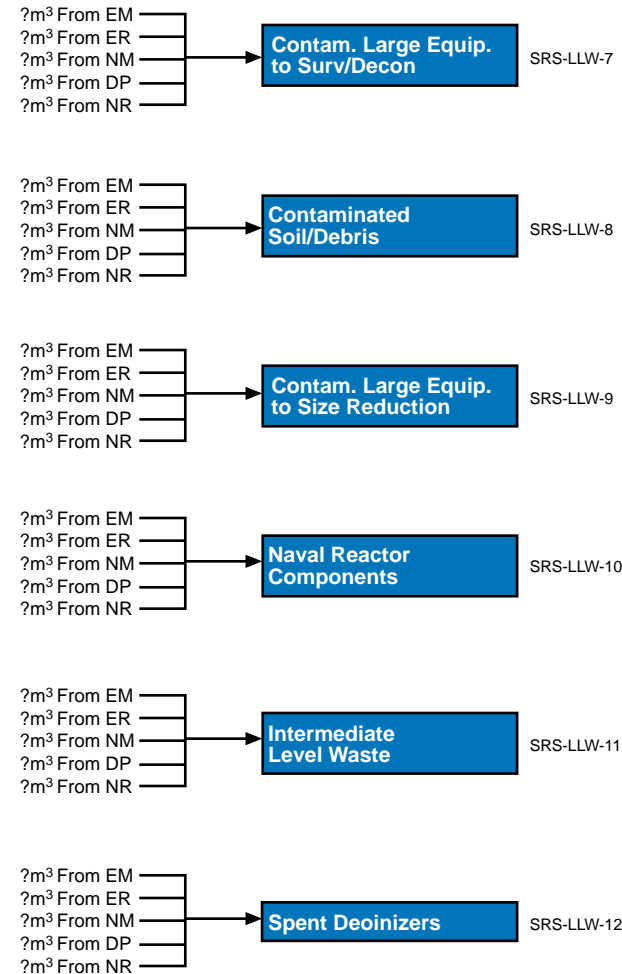 ?m³ From EM
?m³ From ER
?m³ From NM
?m³ From DP
?m³ From NR
Contam. Large Equip.
to Surv/Decon
SRS-LLW-7
?m³ From EM
?m³ From ER
?m³ From NM
?m³ From DP
?m³ From NR
Contaminated
Soil/Debris
SRS-LLW-8
?m³ From EM
?m³ From ER
?m³ From NM
?m³ From DP
?m³ From NR
Contam. Large Equip.
to Size Reduction
SRS-LLW-9
?m³ From EM
?m³ From ER
?m³ From NM
?m³ From DP
?m³ From NR
Naval Reactor
Components
SRS-LLW-10
?m³ From EM
?m³ From ER
?m³ From NM
?m³ From DP
?m³ From NR
Intermediate
Level Waste
SRS-LLW-11
?m³ From EM
?m³ From ER
?m³ From NM
?m³ From DP
?m³ From NR
Spent Deoinizers
SRS-LLW-12